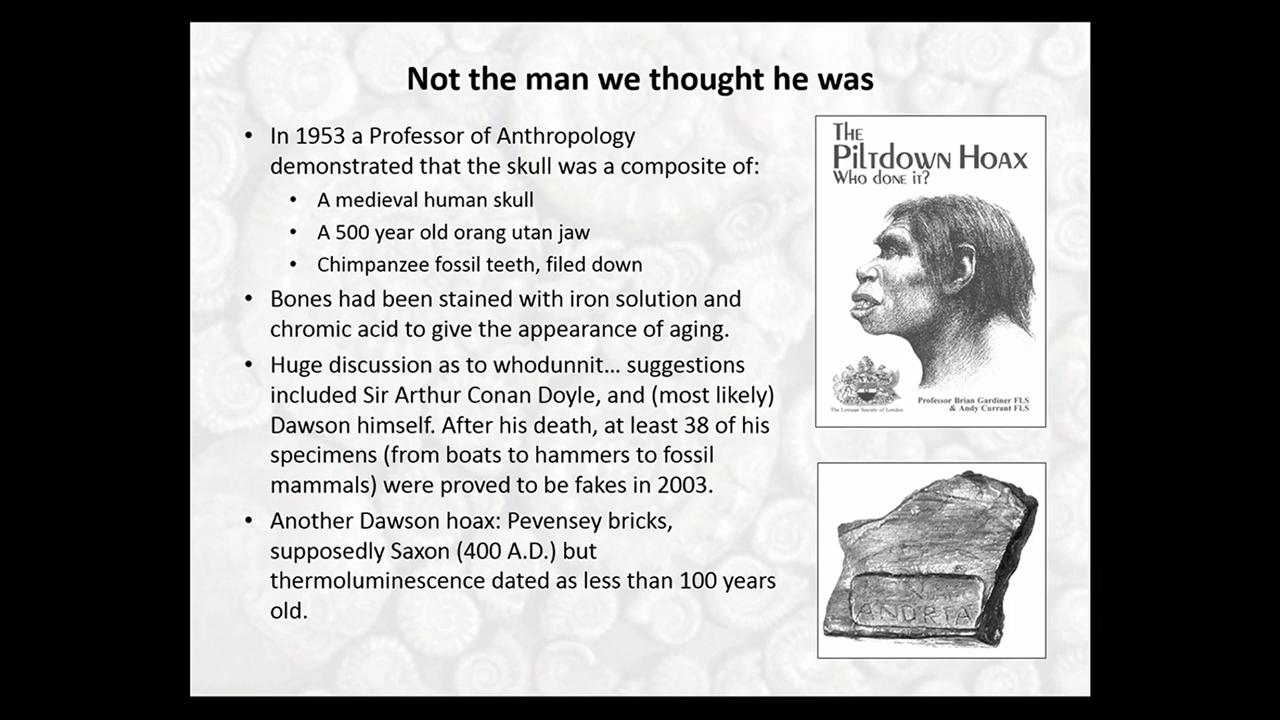 Not the man we thought he was
• In 1953 a Professor of Anthropology
demonstrated that the skull was a composite of:
• A medieval human skull
• A 500 year old orang utan jaw
• Chimpanzee fossil teeth, filed down
• Bones had been stained with iron solution and
chromic acid to give the appearance of aging.
• Huge discussion as to whodunnit... suggestions
included Sir Arthur Conan Doyle, and (most likely)
Dawson himself. After his death, at least 38 of his
specimens (from boats to hammers to fossil
mammals) were proved to be fakes in 2003.
• Another Dawson hoax: Pevensey bricks,
supposedly Saxon (400 A.D.) but
thermoluminescence dated as less than 100 years
old.
The
Piltdown Hoax
Who done it?
The Linnean Society of London
Professor Brian Gardiner FLS
& Andy Currant FLS
ANDRIA